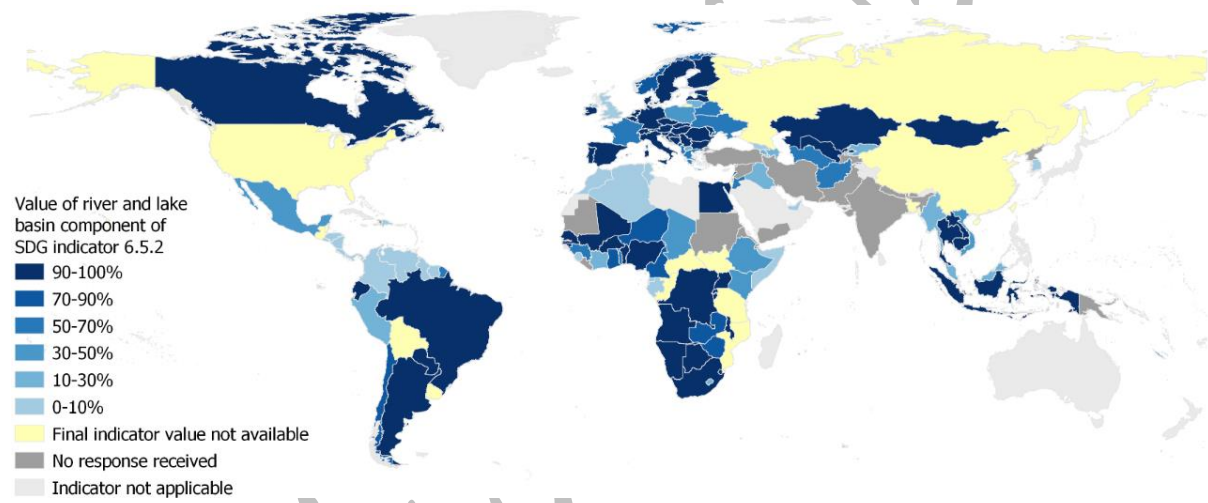 Value of river and lake
basin component of
SDG indicator 6.5.2
90-100%
70-90%
50-70%
30-50%
10-30%
0-10%
Final indicator value not available
No response received
Indicator not applicable